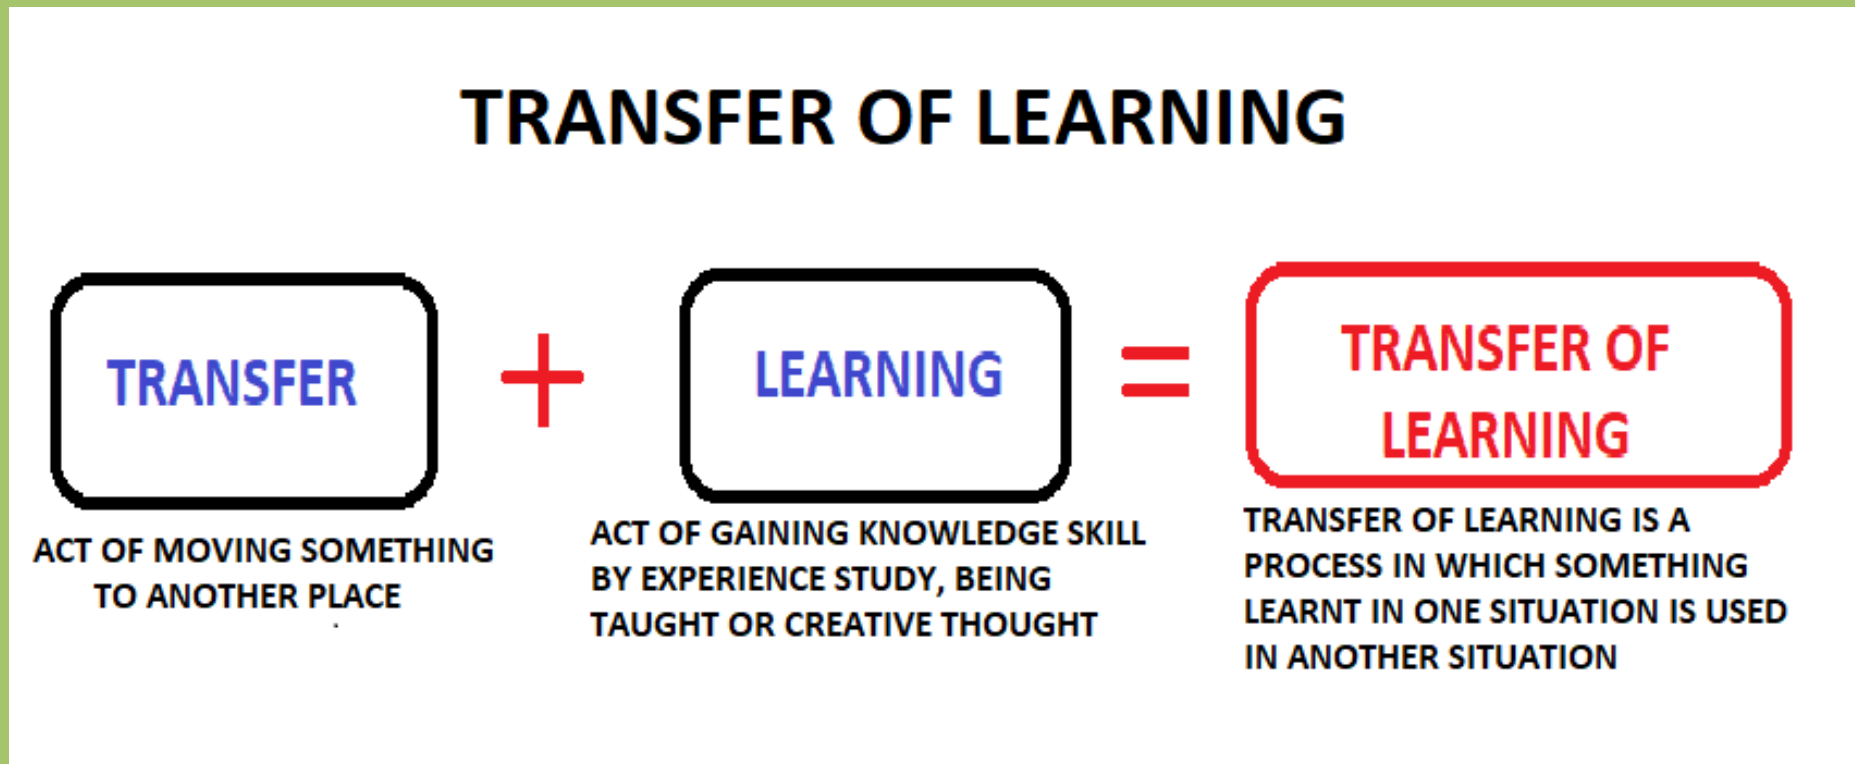 TRANSFER OF LEARNING
TRANSFER
+
LEARNING
=
TRANSFER OF
LEARNING
ACT OF MOVING SOMETHING
TO ANOTHER PLACE
ACT OF GAINING KNOWLEDGE SKILL
BY EXPERIENCE STUDY, BEING
TAUGHT OR CREATIVE THOUGHT
TRANSFER OF LEARNING IS A
PROCESS IN WHICH SOMETHING
LEARNT IN ONE SITUATION IS USED
IN ANOTHER SITUATION